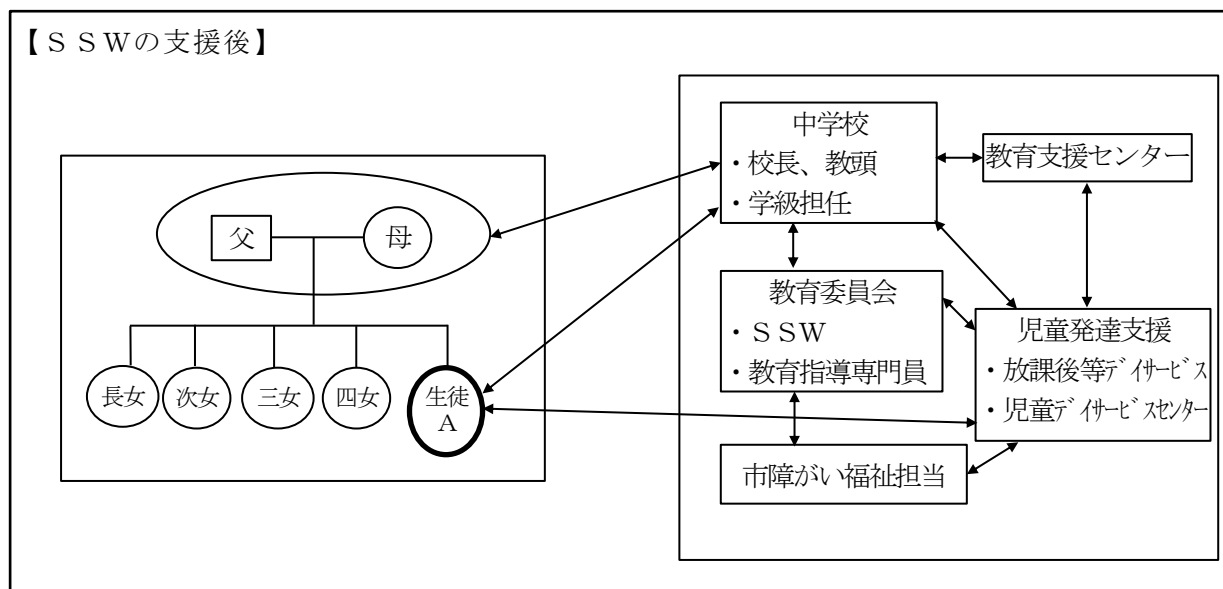 【ＳＳＷの支援後】
父
母
長女
次女
三女
四女
生徒
Ａ
中学校
・校長、教頭
・学級担任
教育支援センター
教育委員会
・ＳＳＷ
・教育指導専門員
児童発達支援
・放課後等ﾃﾞｲｻｰﾋﾞｽ
・児童ﾃﾞｲｻｰﾋﾞｽｾﾝﾀｰ
市障がい福祉担当